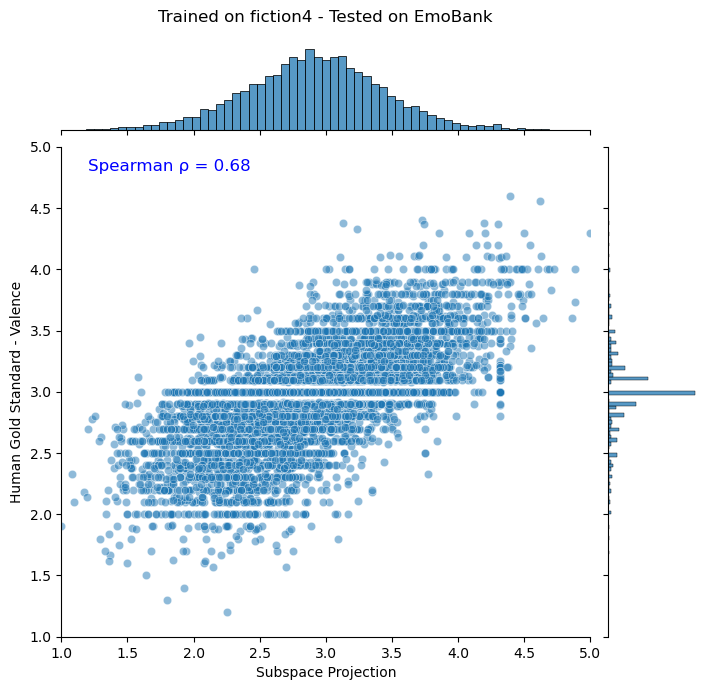 Trained on fiction4 - Tested on EmoBank
Spearman ρ = 0.68
5.0
4.5
4.0
3.5
3.0
2.5
2.0
1.5
1.0
Human Gold Standard - Valence
1.0 1.5 2.0 2.5 3.0 3.5 4.0 4.5 5.0
Subspace Projection